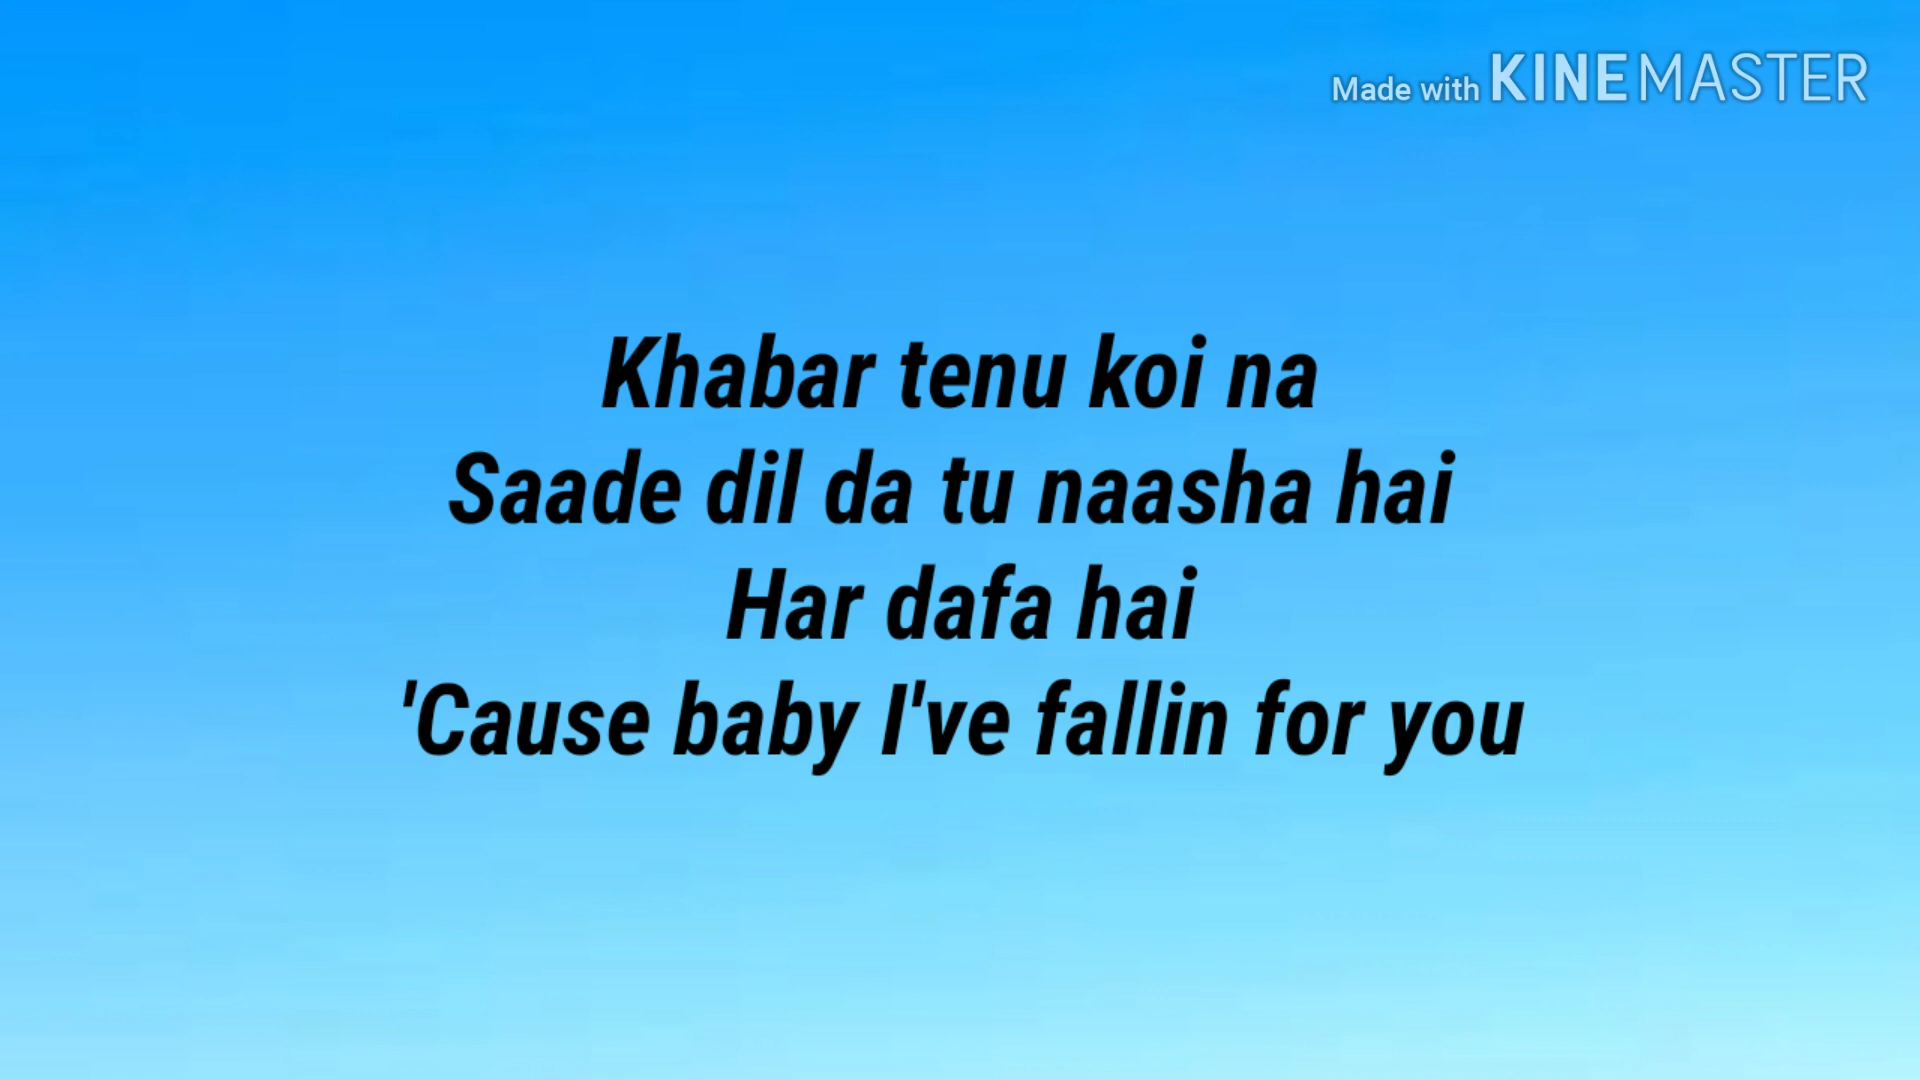 Made with KINEMASTER
Khabar tenu koi na
Saade dil da tu naasha hai
Har dafa hai
'Cause baby I've fallin for you